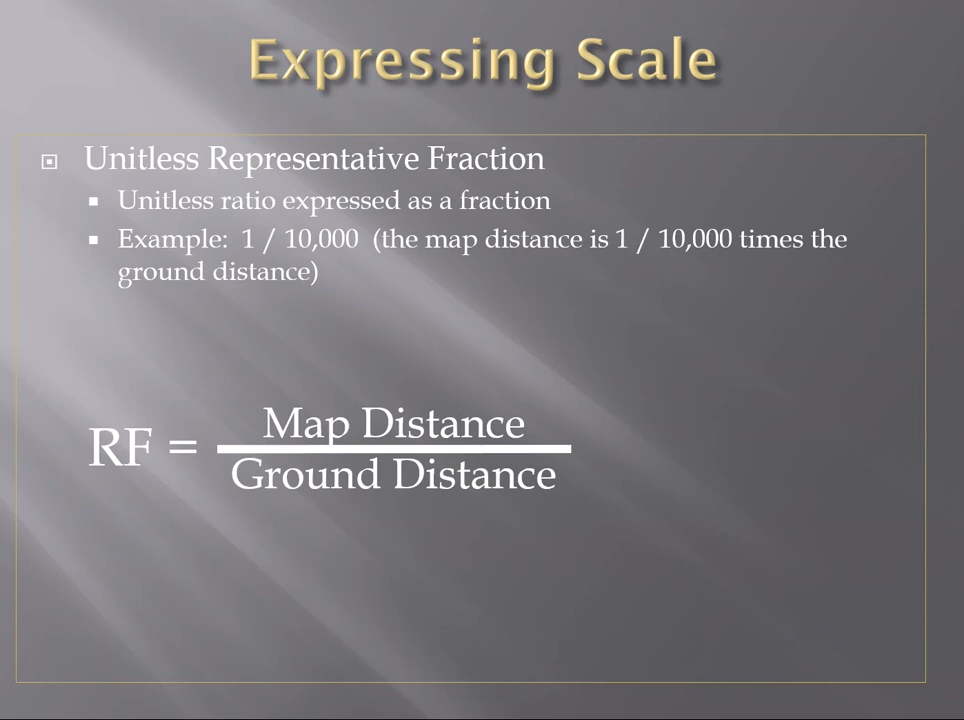 Expressing Scale
Unitless Representative Fraction
Unitless ratio expressed as a fraction
Example: 1 / 10,000 (the map distance is 1 / 10,000 times the
ground distance)
RF = Map Distance
Ground Distance